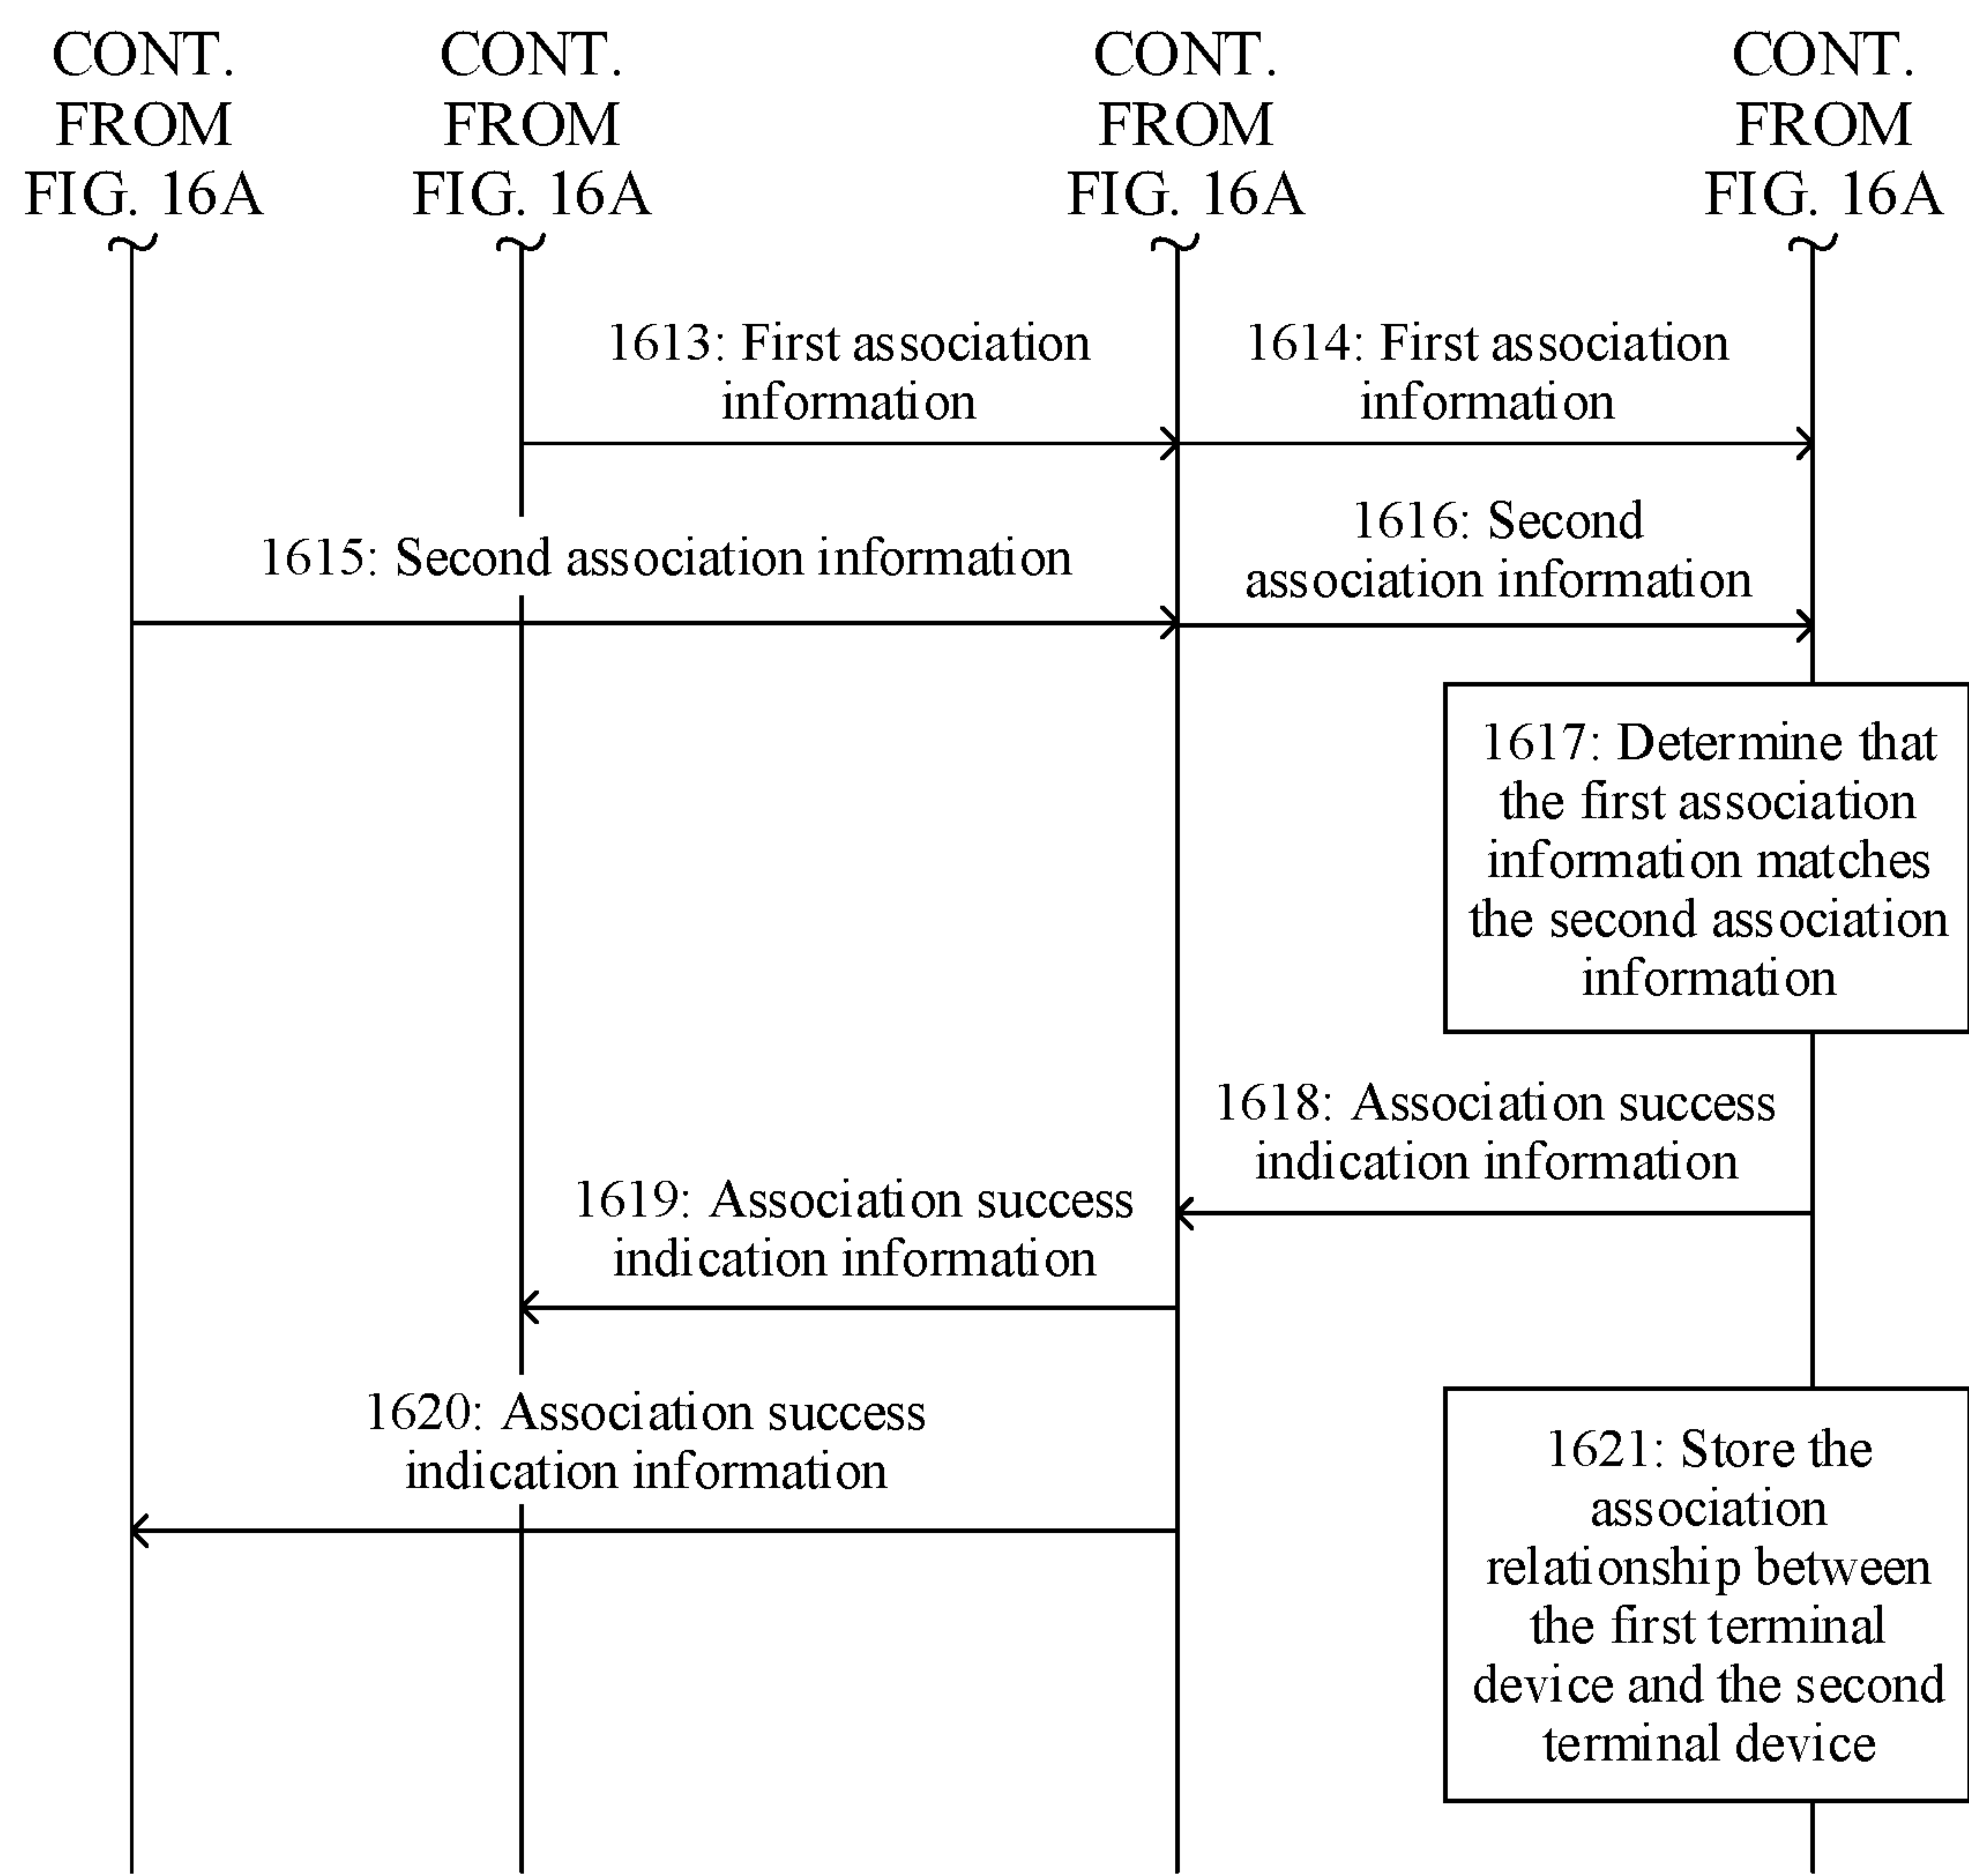 CONT.
FROM
FIG. 16A
CONT.
FROM
FIG. 16A
CONT.
FROM
FIG. 16A
CONT.
FROM
FIG. 16A
1613: First association
information
1614: First association
information
1615: Second association information
1616: Second
association information
1617: Determine that
the first association
information matches
the second association
information
1618: Association success
indication information
1619: Association success
indication information
1620: Association success
indication information
1621: Store the
association
relationship between
the first terminal
device and the second
terminal device